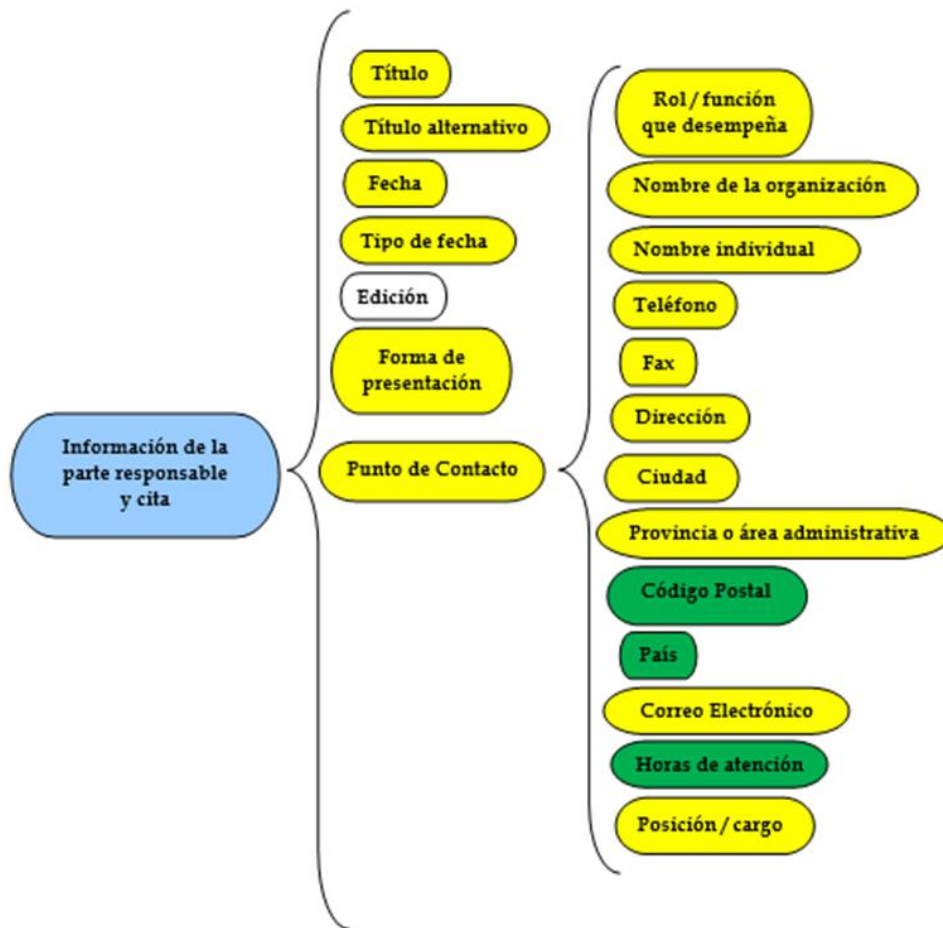 Información de la
parte responsable
y cita
Título
Título alternativo
Fecha
Tipo de fecha
Edición
Forma de
presentación
Punto de Contacto
Rol / función
que desempeña
Nombre de la organización
Nombre individual
Teléfono
Fax
Dirección
Ciudad
Provincia o área administrativa
Código Postal
País
Correo Electrónico
Horas de atención
Posición / cargo